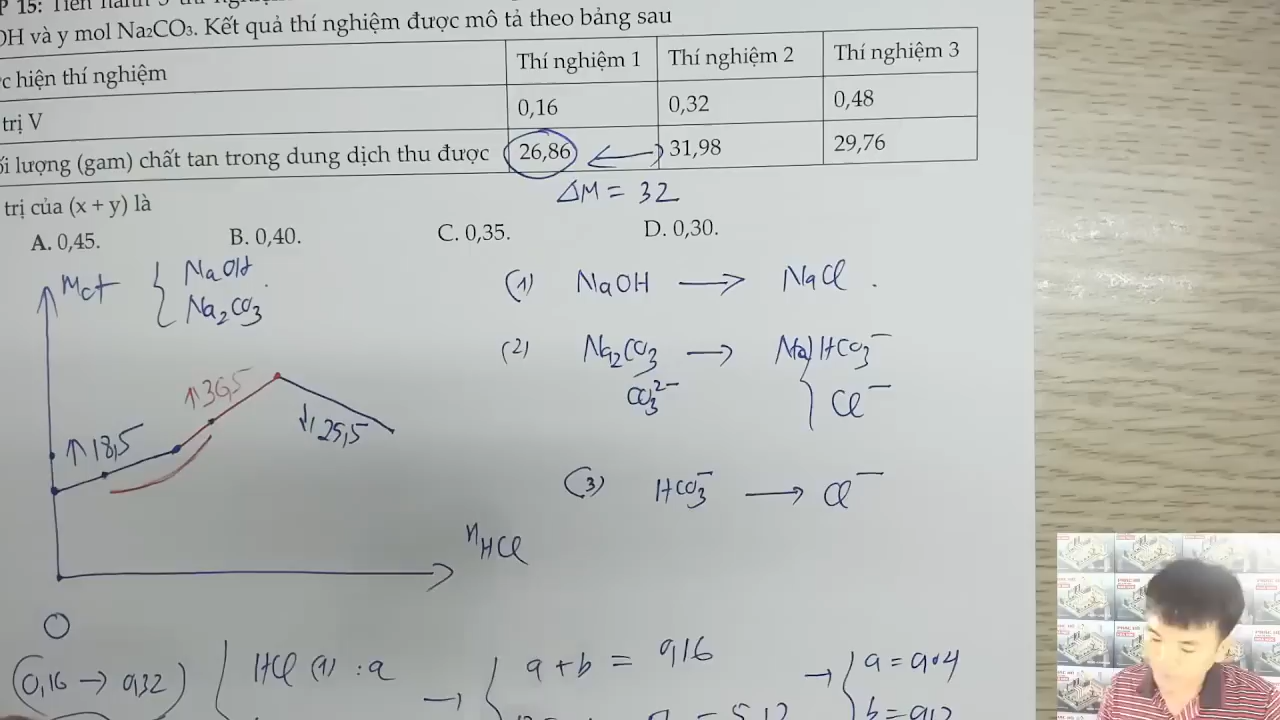 15: Tiến hành 3 thí nghiệm
OH và y mol Na₂CO₃. Kết quả thí nghiệm được mô tả theo bảng sau
hiện thí nghiệm Thí nghiệm 1 Thí nghiệm 2 Thí nghiệm 3
trị V 0,16 0,32 0,48
lượng (gam) chất tan trong dung dịch thu được 26,86 31,98 29,76
ΔM = 32
trị của (x + y) là
A. 0,45. B. 0,40. C. 0,35. D. 0,30.
Mct { NaOH
Na₂CO₃
(1) NaOH → NaCl .
(2) Na₂CO₃ → Na HCO₃⁻
CO₃²⁻ Cl⁻
↑36,5
↑18,5
↓25,5
(3) HCO₃⁻ → Cl⁻
nHCl
O
(0,16 → 0,32) { HCl (1) : a → { a + b = 0,16 → { a = 0,04
= 5,12 b = 0,12